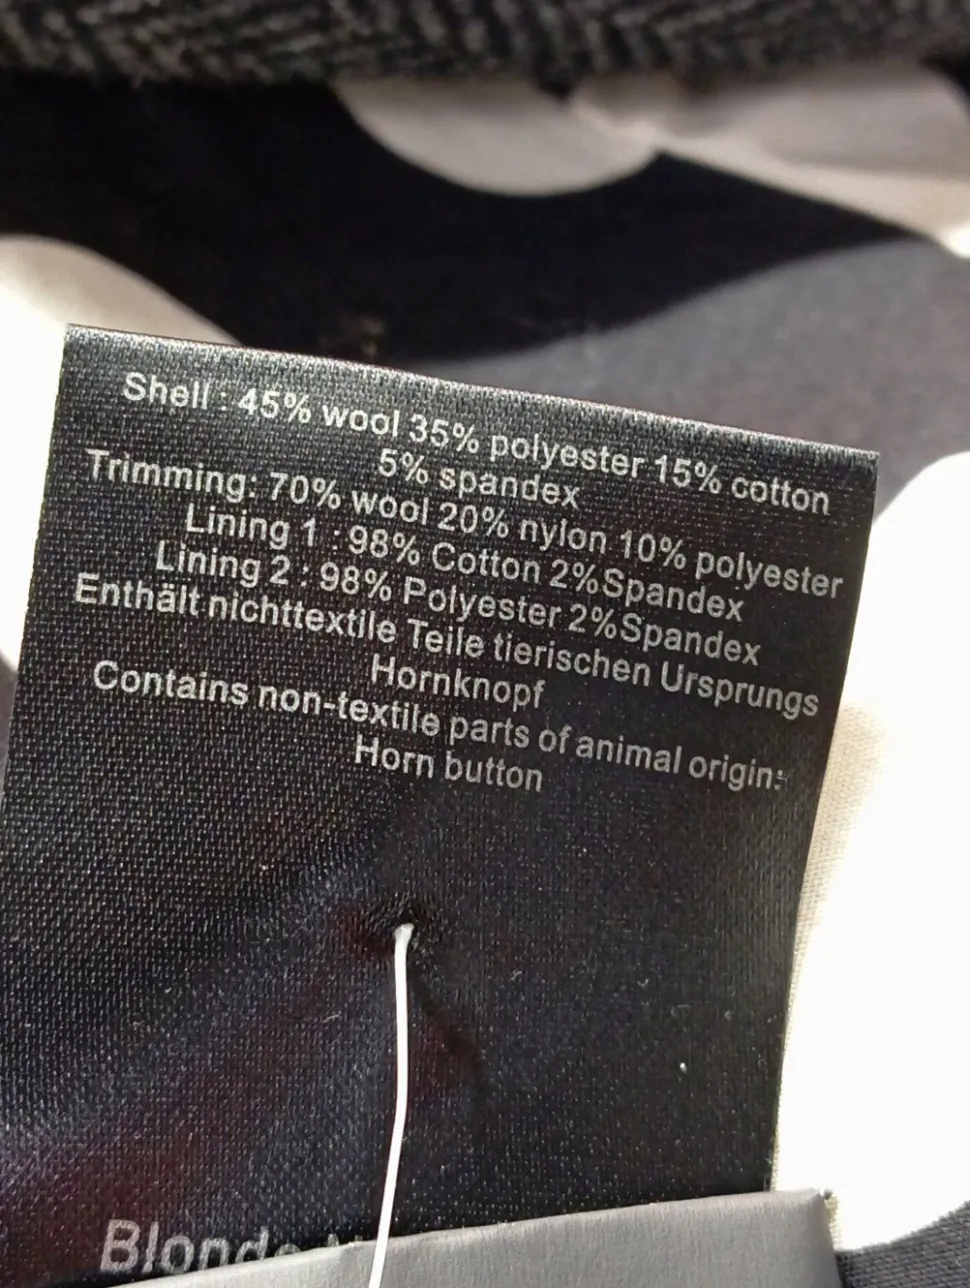 Shell : 45% wool 35% polyester 15% cotton
5% spandex
Trimming: 70% wool 20% nylon 10% polyester
Lining 1 : 98% Cotton 2%Spandex
Lining 2 : 98% Polyester 2%Spandex
Enthält nichttextile Teile tierischen Ursprungs
Hornknopf
Contains non-textile parts of animal origin:
Horn button